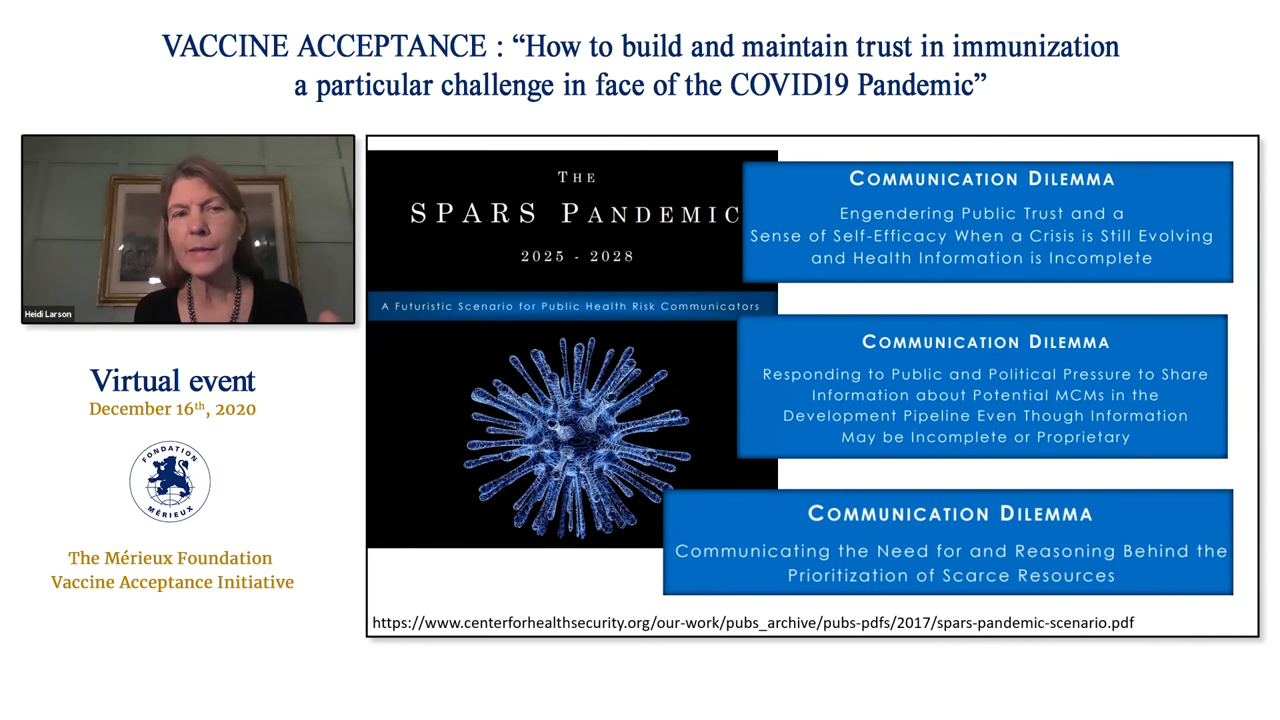 VACCINE ACCEPTANCE : “How to build and maintain trust in immunization
a particular challenge in face of the COVID19 Pandemic”
Heidi Larson
Virtual event
December 16th, 2020
FONDATION
MÉRIEUX
The Mérieux Foundation
Vaccine Acceptance Initiative
THE
SPARS PANDEMIC
2025 - 2028
A Futuristic Scenario for Public Health Risk Communicators
COMMUNICATION DILEMMA
Engendering Public Trust and a
Sense of Self-Efficacy When a Crisis is Still Evolving
and Health Information is Incomplete
COMMUNICATION DILEMMA
Responding to Public and Political Pressure to Share
Information about Potential MCMs in the
Development Pipeline Even Though Information
May be Incomplete or Proprietary
COMMUNICATION DILEMMA
Communicating the Need for and Reasoning Behind the
Prioritization of Scarce Resources
https://www.centerforhealthsecurity.org/our-work/pubs_archive/pubs-pdfs/2017/spars-pandemic-scenario.pdf